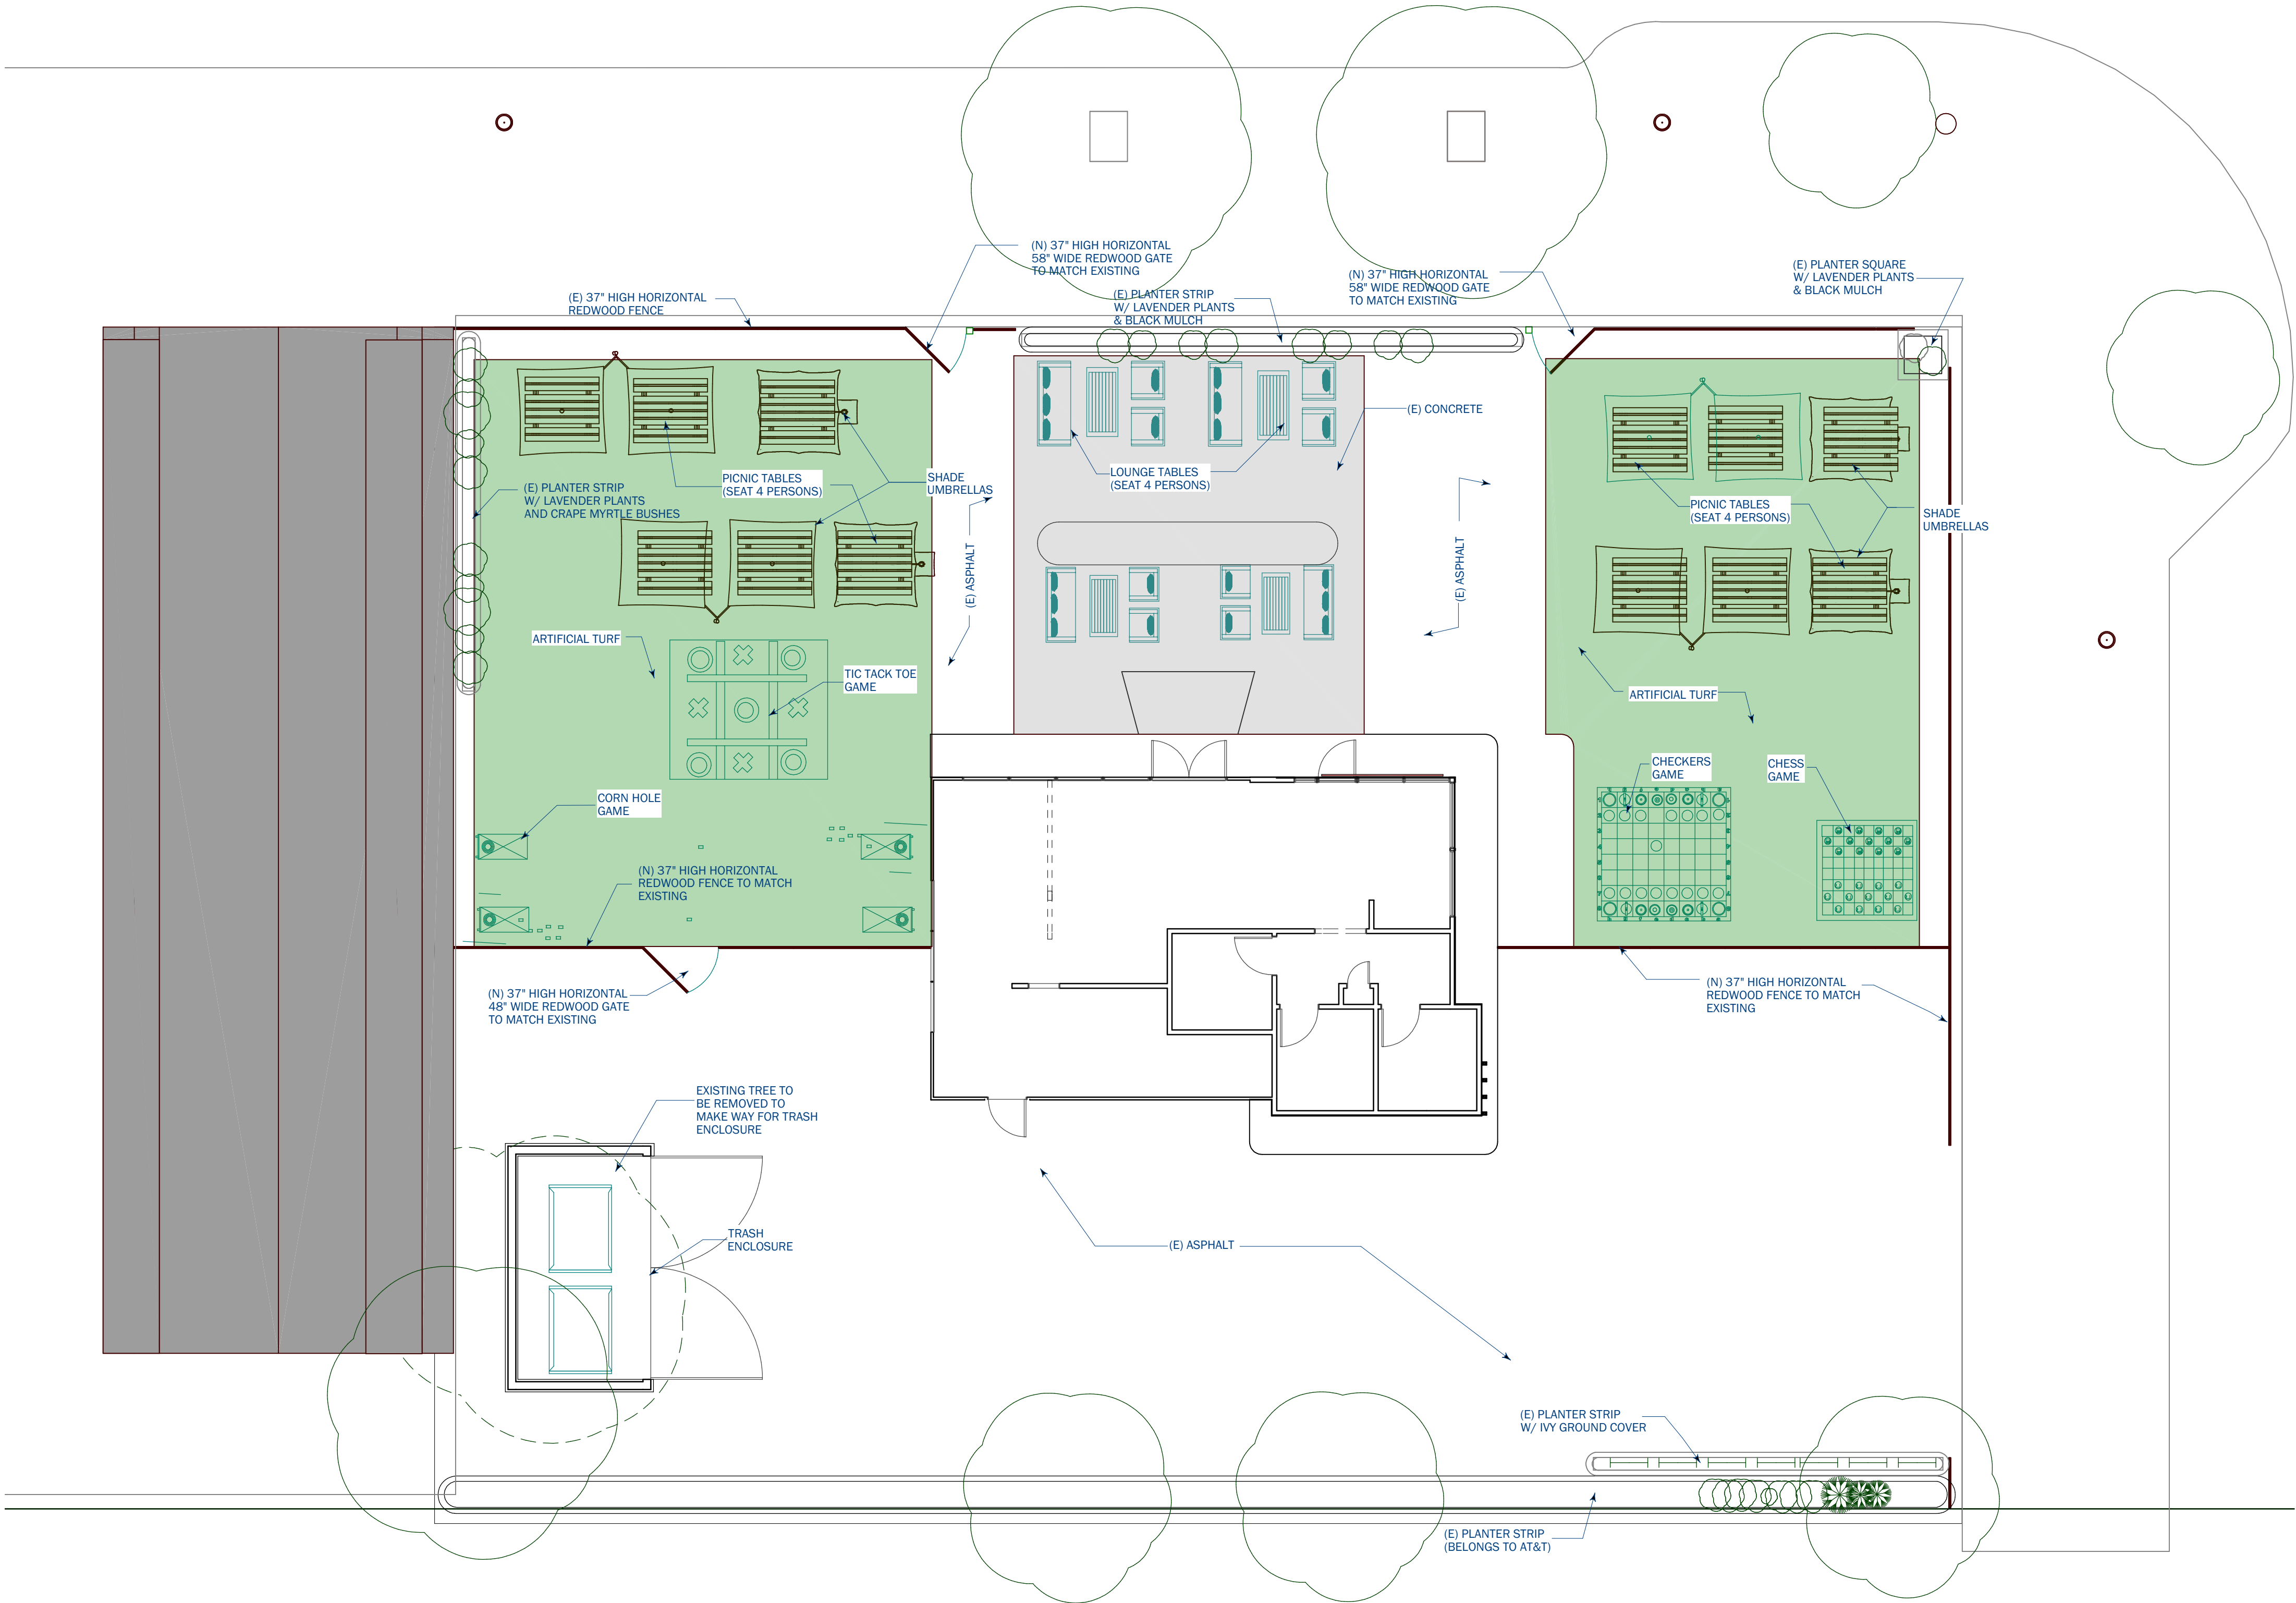 (N) 37" HIGH HORIZONTAL
58" WIDE REDWOOD GATE
TO MATCH EXISTING
(E) PLANTER SQUARE
W/ LAVENDER PLANTS
& BLACK MULCH
(N) 37" HIGH HORIZONTAL
58" WIDE REDWOOD GATE
TO MATCH EXISTING
(E) 37" HIGH HORIZONTAL
REDWOOD FENCE
(E) PLANTER STRIP
W/ LAVENDER PLANTS
& BLACK MULCH
(E) CONCRETE
PICNIC TABLES
(SEAT 4 PERSONS)
SHADE
UMBRELLAS
LOUNGE TABLES
(SEAT 4 PERSONS)
(E) PLANTER STRIP
W/ LAVENDER PLANTS
AND CRAPE MYRTLE BUSHES
PICNIC TABLES
(SEAT 4 PERSONS)
SHADE
UMBRELLAS
(E) ASPHALT
(E) ASPHALT
ARTIFICIAL TURF
TIC TACK TOE
GAME
ARTIFICIAL TURF
CHECKERS
GAME
CHESS
GAME
CORN HOLE
GAME
(N) 37" HIGH HORIZONTAL
REDWOOD FENCE TO MATCH
EXISTING
(N) 37" HIGH HORIZONTAL
48" WIDE REDWOOD GATE
TO MATCH EXISTING
(N) 37" HIGH HORIZONTAL
REDWOOD FENCE TO MATCH
EXISTING
EXISTING TREE TO
BE REMOVED TO
MAKE WAY FOR TRASH
ENCLOSURE
TRASH
ENCLOSURE
(E) ASPHALT
(E) PLANTER STRIP
W/ IVY GROUND COVER
(E) PLANTER STRIP
(BELONGS TO AT&T)